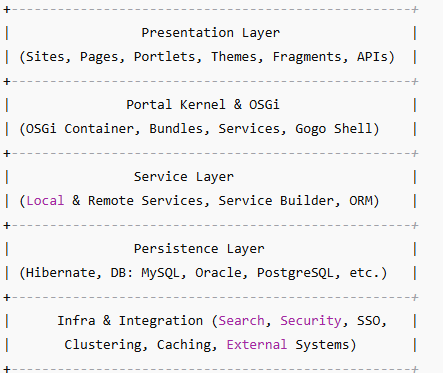 +---------------------------------------------------+
| Presentation Layer |
| (Sites, Pages, Portlets, Themes, Fragments, APIs) |
+---------------------------------------------------+
| Portal Kernel & OSGi |
| (OSGi Container, Bundles, Services, Gogo Shell) |
+---------------------------------------------------+
| Service Layer |
| (Local & Remote Services, Service Builder, ORM) |
+---------------------------------------------------+
| Persistence Layer |
| (Hibernate, DB: MySQL, Oracle, PostgreSQL, etc.) |
+---------------------------------------------------+
| Infra & Integration (Search, Security, SSO, |
| Clustering, Caching, External Systems) |
+---------------------------------------------------+